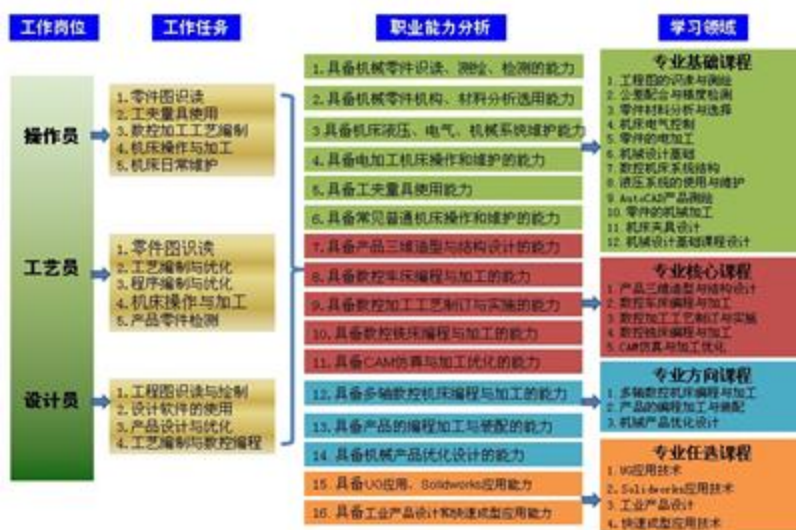 工作岗位
工作任务
职业能力分析
学习领域
操作员
1.零件图识读
2.工夹量具使用
3.数控加工工艺编制
4.机床操作与加工
5.机床日常维护
工艺员
1.零件图识读
2.工艺编制与优化
3.程序编制与优化
4.机床操作与加工
5.产品零件检测
设计员
1.工程图识读与绘制
2.设计软件的使用
3.产品设计与优化
4.工艺编制与数控编程
1.具备机械零件识读、测绘、检测的能力
2.具备机械零件机构、材料分析选用能力
3 具备机床液压、电气、机械系统维护能力
4.具备电加工机床操作和维护的能力
5.具备工夹量具使用能力
6.具备常见普通机床操作和维护的能力
7.具备产品三维造型与结构设计的能力
8.具备数控车床编程与加工的能力
9.具备数控加工工艺制订与实施的能力
10.具备数控铣床编程与加工的能力
11.具备CAM仿真与加工优化的能力
12.具备多轴数控机床编程与加工的能力
13.具备产品的编程加工与装配的能力
14.具备机械产品优化设计的能力
15.具备UG应用、Solidworks应用能力
16.具备工业产品设计和快速成型应用能力
专业基础课程
1.工程图的识读与测绘
2.公差配合与精度检测
3.零件材料分析与选择
4.机床电气控制
5.零件的电加工
6.机械设计基础
7.数控机床系统结构
8.液压系统的使用与维护
9.AutoCAD产品测绘
10.零件的机械加工
11.机床夹具设计
12.机械设计基础课程设计
专业核心课程
1.产品三维造型与结构设计
2.数控车床编程与加工
3.数控加工工艺制订与实施
4.数控铣床编程与加工
5.CAM仿真与加工优化
专业方向课程
1.多轴数控机床编程与加工
2.产品的编程加工与装配
3.机械产品优化设计
专业任选课程
1.UG应用技术
2.Solidworks应用技术
3.工业产品设计
4.快速成型应用技术